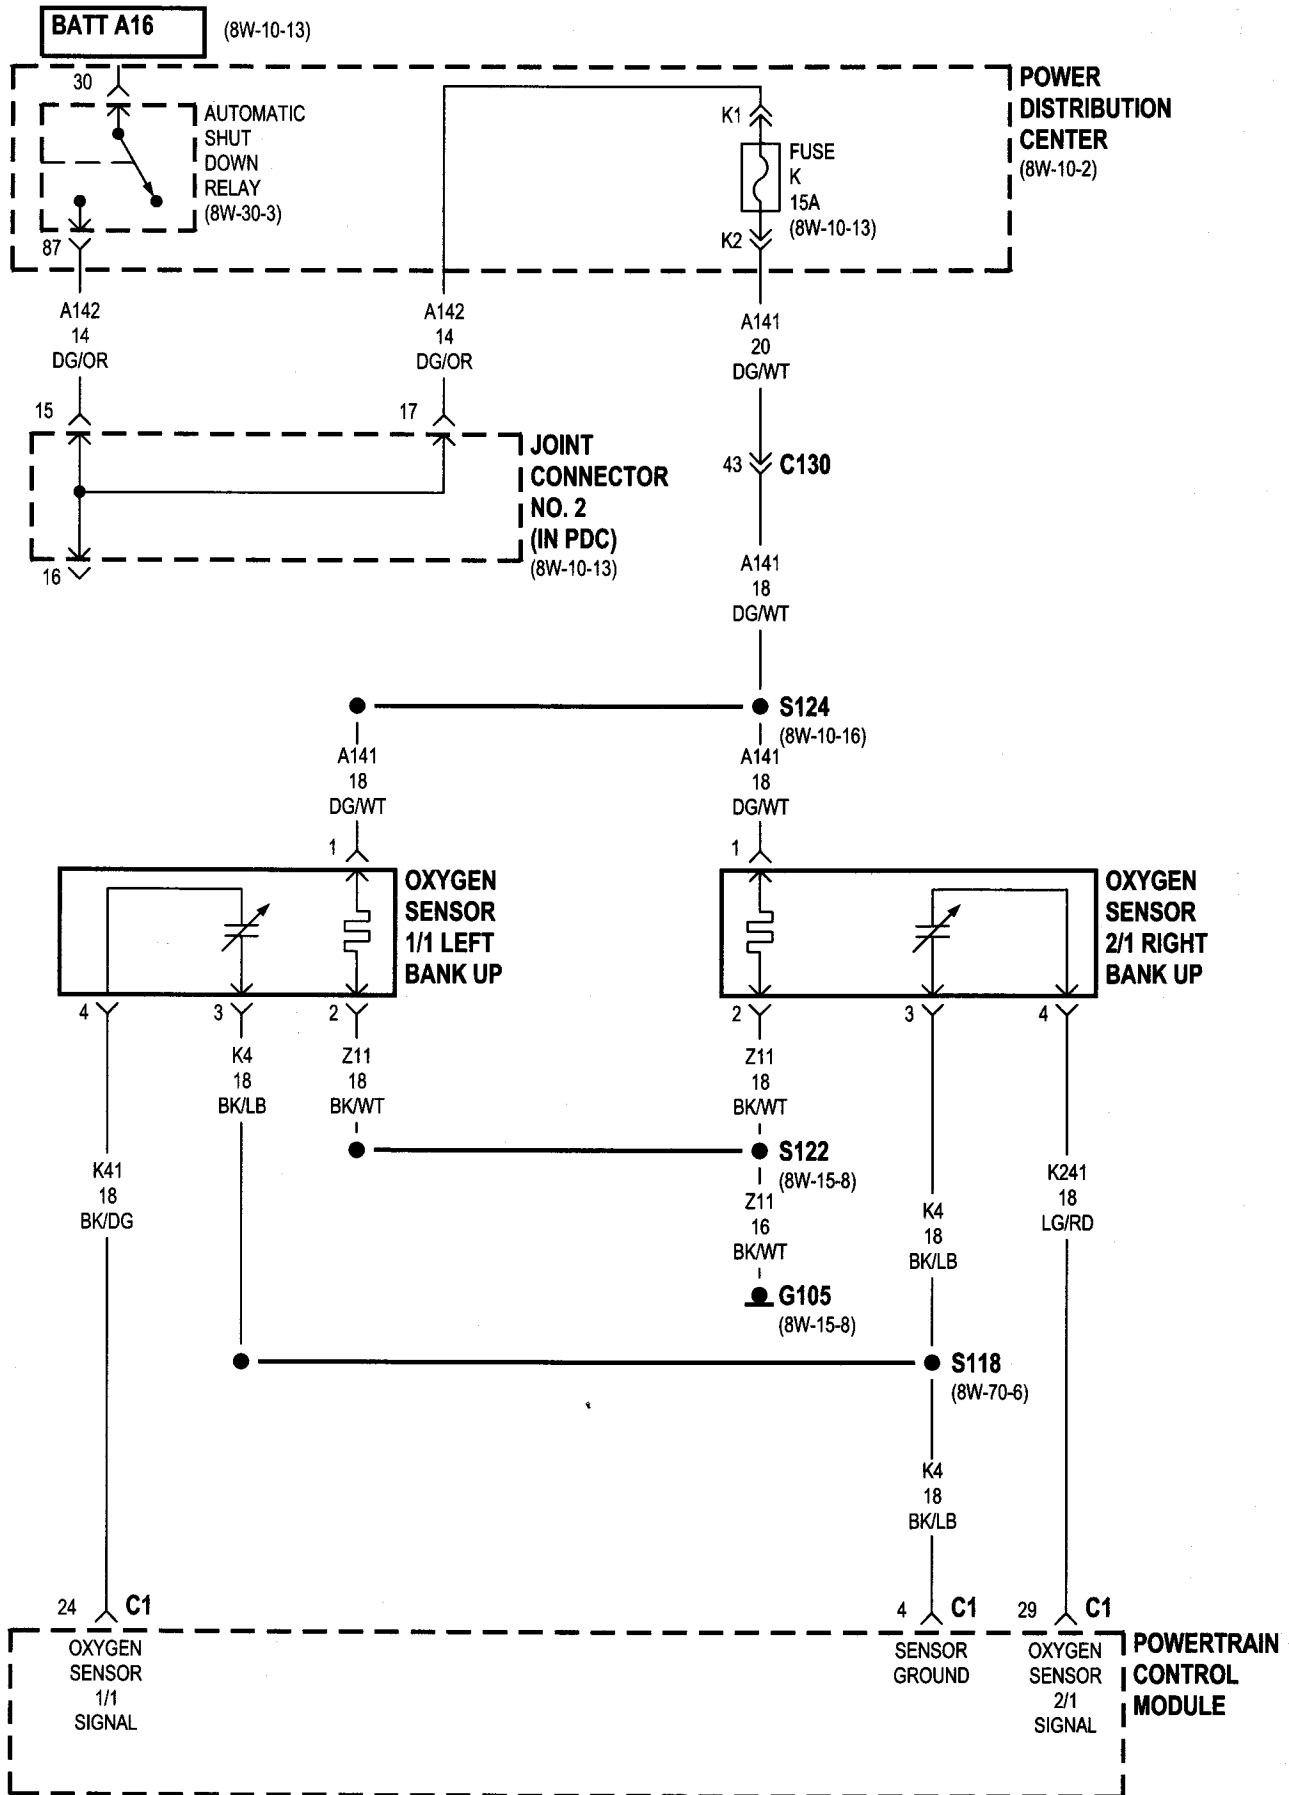 BATT A16
(8W-10-13)
30
AUTOMATIC
SHUT
DOWN
RELAY
(8W-30-3)
87
K1
FUSE
K
15A
(8W-10-13)
K2
POWER
DISTRIBUTION
CENTER
(8W-10-2)
A142
14
DG/OR
A142
14
DG/OR
A141
20
DG/WT
15
17
JOINT
CONNECTOR
NO. 2
(IN PDC)
(8W-10-13)
16
43
C130
A141
18
DG/WT
S124
(8W-10-16)
A141
18
DG/WT
A141
18
DG/WT
1
1
OXYGEN
SENSOR
1/1 LEFT
BANK UP
OXYGEN
SENSOR
2/1 RIGHT
BANK UP
4
3
2
2
3
4
K4
18
BK/LB
Z11
18
BK/WT
Z11
18
BK/WT
S122
(8W-15-8)
K41
18
BK/DG
Z11
16
BK/WT
K4
18
BK/LB
K241
18
LG/RD
G105
(8W-15-8)
S118
(8W-70-6)
K4
18
BK/LB
24
C1
4
C1
29
C1
OXYGEN
SENSOR
1/1
SIGNAL
SENSOR
GROUND
OXYGEN
SENSOR
2/1
SIGNAL
POWERTRAIN
CONTROL
MODULE